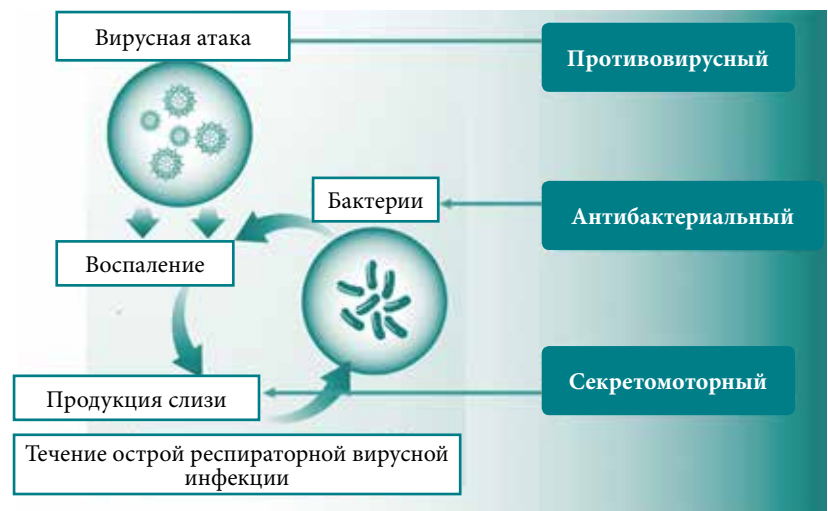 Вирусная атака
Противовирусный
Бактерии
Антибактериальный
Воспаление
Секретомоторный
Продукция слизи
Течение острой респираторной вирусной
инфекции